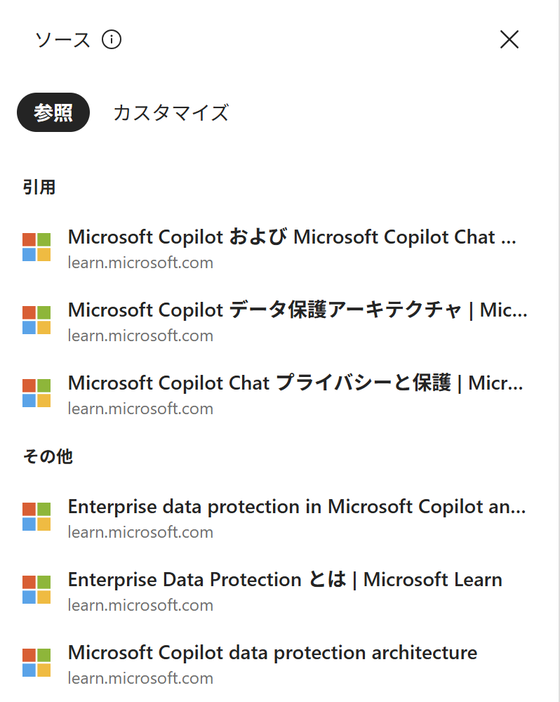 ソース
参照 カスタマイズ
引用
Microsoft Copilot および Microsoft Copilot Chat ...
learn.microsoft.com
Microsoft Copilot データ保護アーキテクチャ | Mic...
learn.microsoft.com
Microsoft Copilot Chat プライバシーと保護 | Micr...
learn.microsoft.com
その他
Enterprise data protection in Microsoft Copilot an...
learn.microsoft.com
Enterprise Data Protection とは | Microsoft Learn
learn.microsoft.com
Microsoft Copilot data protection architecture
learn.microsoft.com